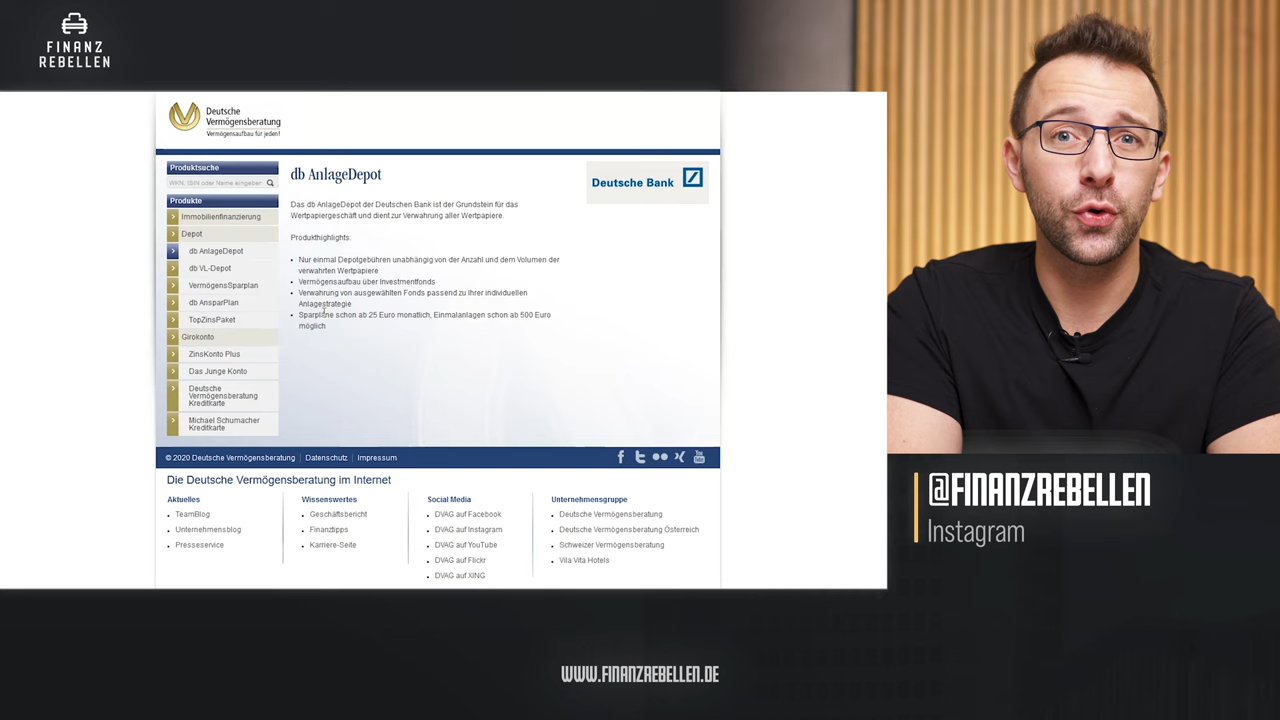 FINANZ
REBELLEN
Deutsche
Vermögensberatung
Vermögensaufbau für jeden!
Produktsuche
WKN, ISIN oder Name eingeben
Produkte
Immobilienfinanzierung
Depot
db AnlageDepot
db VL-Depot
VermögensSparplan
db AnsparPlan
TopZinsPaket
Girokonto
ZinsKonto Plus
Das Junge Konto
Deutsche
Vermögensberatung
Kreditkarte
Michael Schumacher
Kreditkarte
db AnlageDepot
Das db AnlageDepot der Deutschen Bank ist der Grundstein für das
Wertpapiergeschäft und dient zur Verwahrung aller Wertpapiere.
Produkthighlights:
Nur einmal Depotgebühren unabhängig von der Anzahl und dem Volumen der
verwahrten Wertpapiere
Vermögensaufbau über Investmentfonds
Verwahrung von ausgewählten Fonds passend zu Ihrer individuellen
Anlagestrategie
Sparpläne schon ab 25 Euro monatlich, Einmalanlagen schon ab 500 Euro
möglich
Deutsche Bank
© 2020 Deutsche Vermögensberatung | Datenschutz | Impressum
Die Deutsche Vermögensberatung im Internet
Aktuelles
TeamBlog
Unternehmensblog
Presseservice
Wissenswertes
Geschäftsbericht
Finanztipps
Karriere-Seite
Social Media
DVAG auf Facebook
DVAG auf Instagram
DVAG auf YouTube
DVAG auf Flickr
DVAG auf XING
Unternehmensgruppe
Deutsche Vermögensberatung
Deutsche Vermögensberatung Österreich
Schweizer Vermögensberatung
Vila Vita Hotels
@FINANZREBELLEN
Instagram
WWW.FINANZREBELLEN.DE